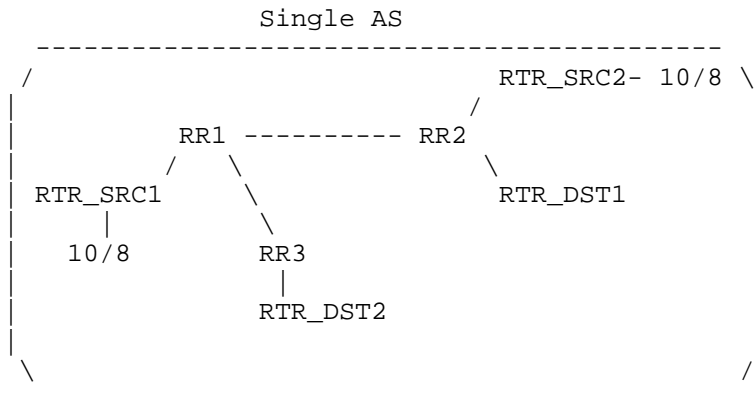 Single AS
RTR_SRC2- 10/8
RR1 ---------- RR2
RTR_SRC1 RTR_DST1
10/8 RR3
RTR_DST2